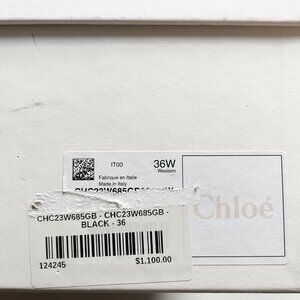 IT00
36W
Western
Fabriqué en Italie
Made in Italy
Chloé
CHC23W685GB - CHC23W685GB -
BLACK - 36
124245
$1,100.00